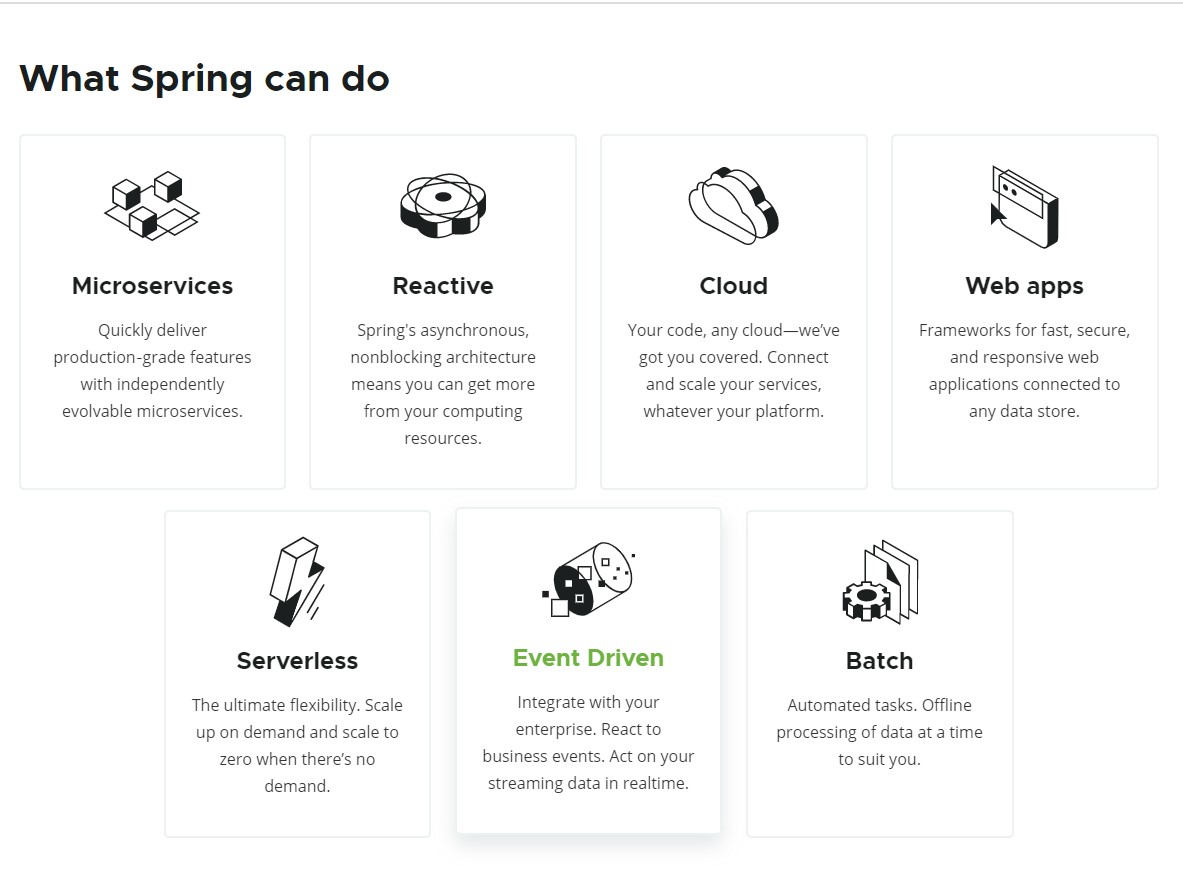 What Spring can do
Microservices
Quickly deliver
production-grade features
with independently
evolvable microservices.
Reactive
Spring's asynchronous,
nonblocking architecture
means you can get more
from your computing
resources.
Cloud
Your code, any cloud—we’ve
got you covered. Connect
and scale your services,
whatever your platform.
Web apps
Frameworks for fast, secure,
and responsive web
applications connected to
any data store.
Serverless
The ultimate flexibility. Scale
up on demand and scale to
zero when there’s no
demand.
Event Driven
Integrate with your
enterprise. React to
business events. Act on your
streaming data in realtime.
Batch
Automated tasks. Offline
processing of data at a time
to suit you.